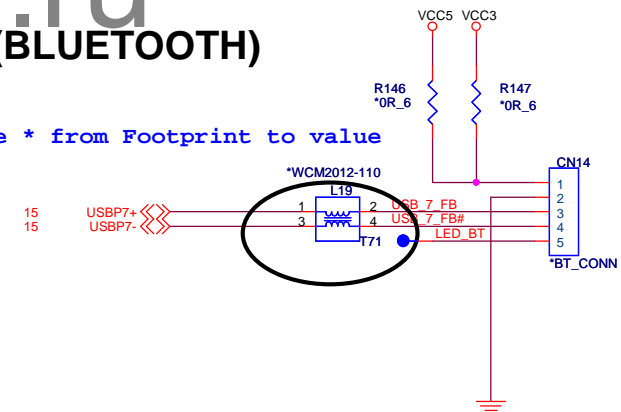 .ru
(BLUETOOTH)
VCC5 VCC3
R146
*0R_6
R147
*0R_6
e * from Footprint to value
CN14
*WCM2012-110
L19
1
2
3
4
5
15 USBP7+ 1 2 USB_7_FB
15 USBP7- 3 4 USB_7_FB#
LED_BT
T71
*BT_CONN